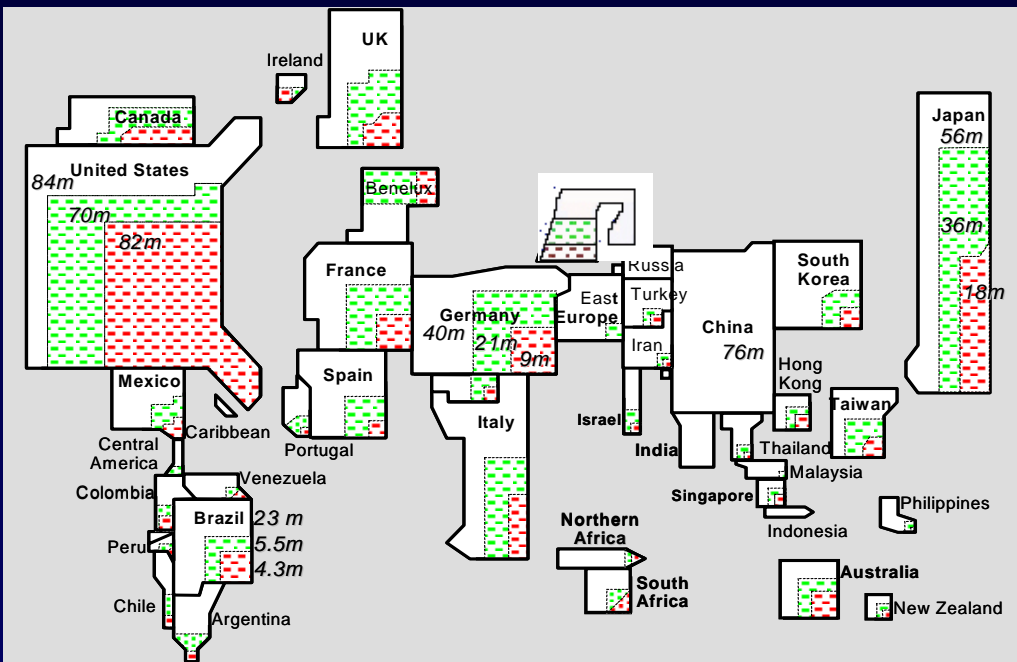 UK
Ireland
Canada
United States
84m
70m
82m
Japan
56m
36m
18m
Benelux
France
Germany
40m
21m
9m
East
Europe
Russia
Turkey
Iran
China
76m
South
Korea
Hong
Kong
Taiwan
Mexico
Caribbean
Central
America
Spain
Portugal
Italy
Israel
India
Thailand
Malaysia
Singapore
Indonesia
Philippines
Colombia
Venezuela
Brazil
23 m
5.5m
4.3m
Peru
Chile
Argentina
Northern
Africa
South
Africa
Australia
New Zealand